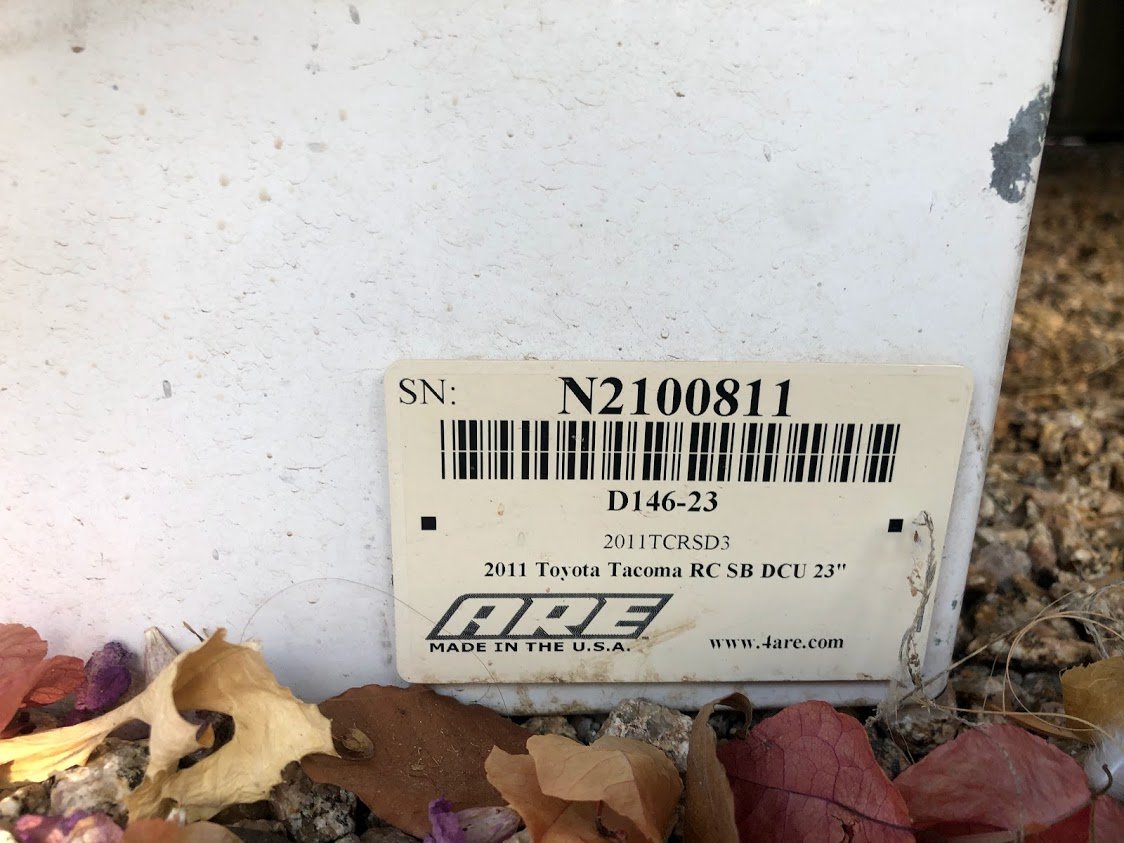 SN: N2100811
D146-23
2011TCRSD3
2011 Toyota Tacoma RC SB DCU 23"
ARE
MADE IN THE U.S.A.
www.4are.com